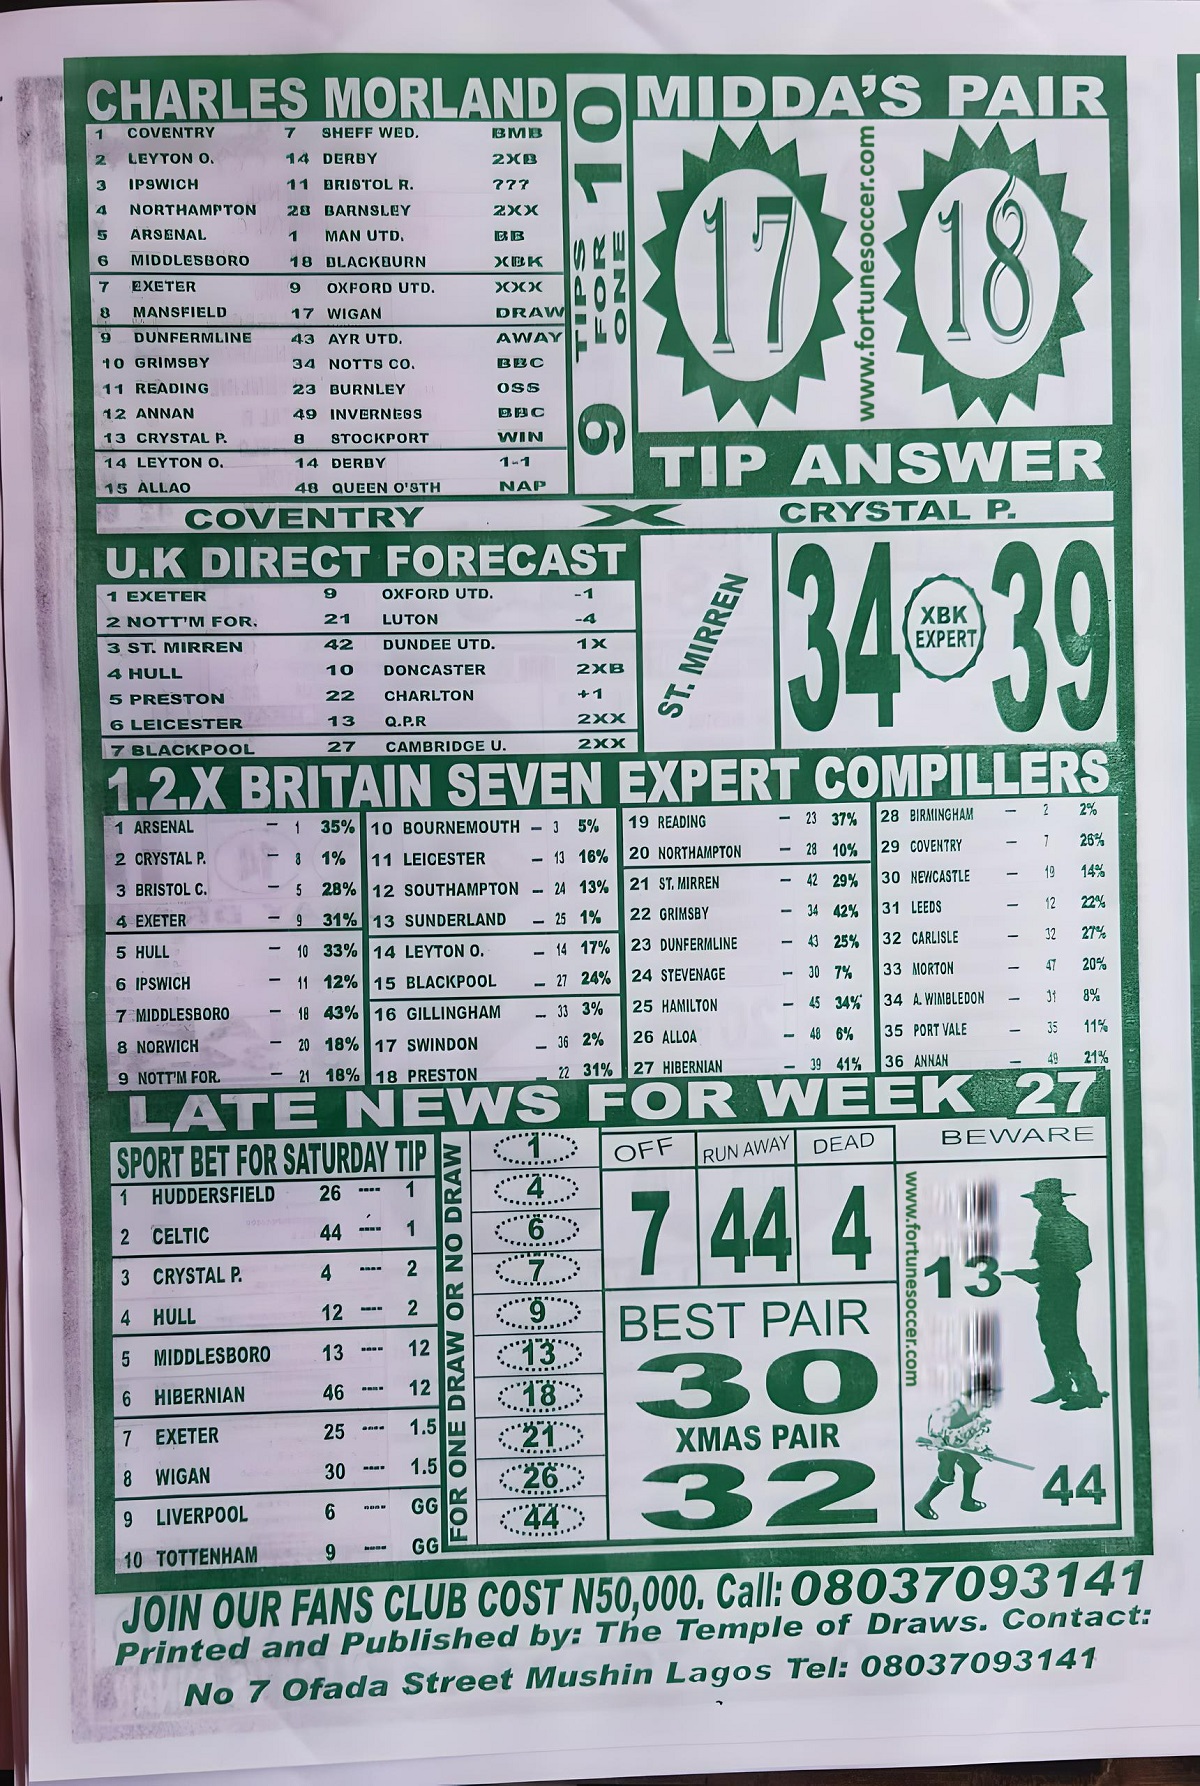 CHARLES MORLAND
1 COVENTRY 7 SHEFF WED. BMB
2 LEYTON O. 14 DERBY 2XB
3 IPSWICH 11 BRISTOL R. ???
4 NORTHAMPTON 28 BARNSLEY 2XX
5 ARSENAL 1 MAN UTD. BB
6 MIDDLESBORO 18 BLACKBURN XBK
7 EXETER 9 OXFORD UTD. XXX
8 MANSFIELD 17 WIGAN DRAW
9 DUNFERMLINE 43 AYR UTD. AWAY
10 GRIMSBY 34 NOTTS CO. BBC
11 READING 23 BURNLEY OSS
12 ANNAN 49 INVERNESS BBC
13 CRYSTAL P. 8 STOCKPORT WIN
14 LEYTON O. 14 DERBY 1-1
15 ALLAO 48 QUEEN O'STH NAP
9 TIPS FOR ONE 10
MIDDA'S PAIR
17
www.fortunesoccer.com
18
TIP ANSWER
COVENTRY X CRYSTAL P.
U.K DIRECT FORECAST
1 EXETER 9 OXFORD UTD. -1
2 NOTT'M FOR. 21 LUTON -4
3 ST. MIRREN 42 DUNDEE UTD. 1X
4 HULL 10 DONCASTER 2XB
5 PRESTON 22 CHARLTON +1
6 LEICESTER 13 Q.P.R 2XX
7 BLACKPOOL 27 CAMBRIDGE U. 2XX
ST. MIRREN
34 XBK EXPERT 39
1.2.X BRITAIN SEVEN EXPERT COMPILLERS
1 ARSENAL – 1 35%
2 CRYSTAL P. – 8 1%
3 BRISTOL C. – 5 28%
4 EXETER – 9 31%
5 HULL – 10 33%
6 IPSWICH – 11 12%
7 MIDDLESBORO – 18 43%
8 NORWICH – 20 18%
9 NOTT'M FOR. – 21 18%
10 BOURNEMOUTH – 3 5%
11 LEICESTER – 13 16%
12 SOUTHAMPTON – 24 13%
13 SUNDERLAND – 25 1%
14 LEYTON O. – 14 17%
15 BLACKPOOL – 27 24%
16 GILLINGHAM – 33 3%
17 SWINDON – 36 2%
18 PRESTON – 22 31%
19 READING – 23 37%
20 NORTHAMPTON – 28 10%
21 ST. MIRREN – 42 29%
22 GRIMSBY – 34 42%
23 DUNFERMLINE – 43 25%
24 STEVENAGE – 30 7%
25 HAMILTON – 45 34%
26 ALLOA – 48 6%
27 HIBERNIAN – 39 41%
28 BIRMINGHAM – 2 2%
29 COVENTRY – 7 26%
30 NEWCASTLE – 19 14%
31 LEEDS – 12 22%
32 CARLISLE – 32 27%
33 MORTON – 47 20%
34 A. WIMBLEDON – 31 8%
35 PORT VALE – 35 11%
36 ANNAN – 49 21%
LATE NEWS FOR WEEK 27
SPORT BET FOR SATURDAY TIP
1 HUDDERSFIELD 26 ---- 1
2 CELTIC 44 ---- 1
3 CRYSTAL P. 4 ---- 2
4 HULL 12 ---- 2
5 MIDDLESBORO 13 ---- 12
6 HIBERNIAN 46 ---- 12
7 EXETER 25 ---- 1.5
8 WIGAN 30 ---- 1.5
9 LIVERPOOL 6 ---- GG
10 TOTTENHAM 9 ---- GG
FOR ONE DRAW OR NO DRAW
1
4
6
7
9
13
18
21
26
44
OFF RUN AWAY DEAD
7 44 4
BEST PAIR
30
XMAS PAIR
32
BEWARE
www.fortunesoccer.com
13
44
JOIN OUR FANS CLUB COST N50,000. Call: 08037093141
Printed and Published by: The Temple of Draws. Contact:
No 7 Ofada Street Mushin Lagos Tel: 08037093141